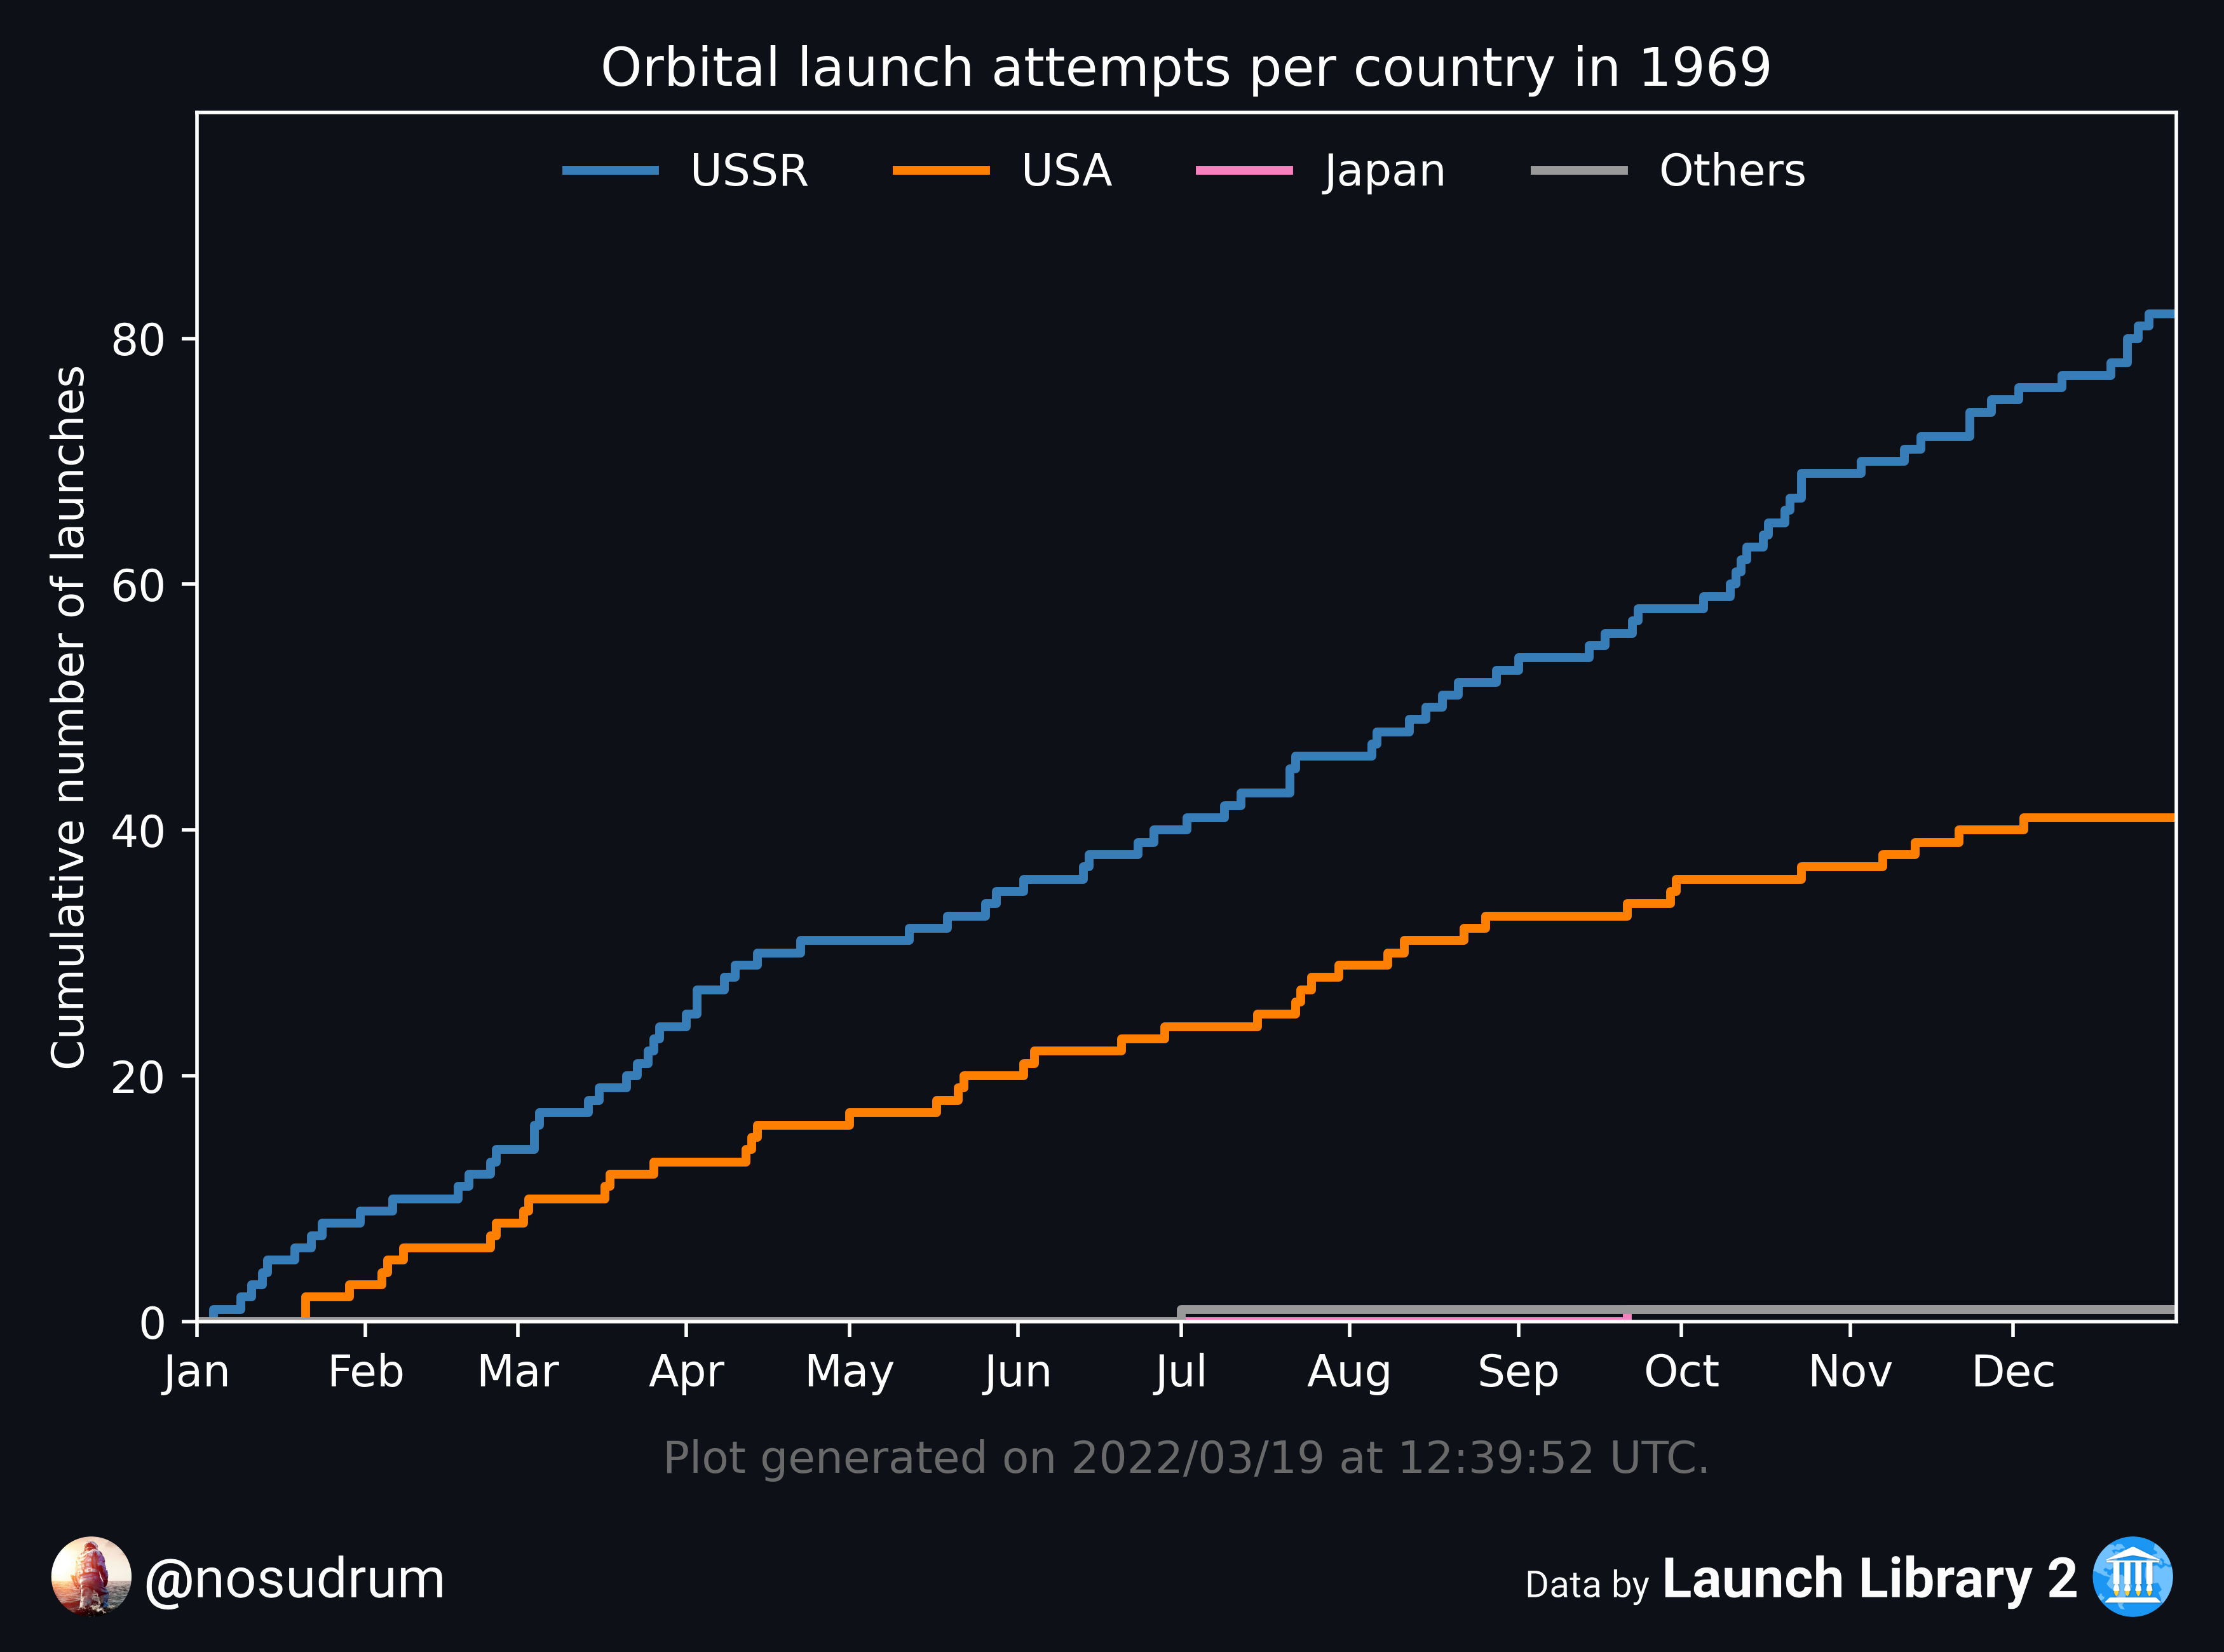 Orbital launch attempts per country in 1969
USSR USA Japan Others
Cumulative number of launches
80
60
40
20
0
Jan Feb Mar Apr May Jun Jul Aug Sep Oct Nov Dec
Plot generated on 2022/03/19 at 12:39:52 UTC.
@nosudrum
Data by Launch Library 2